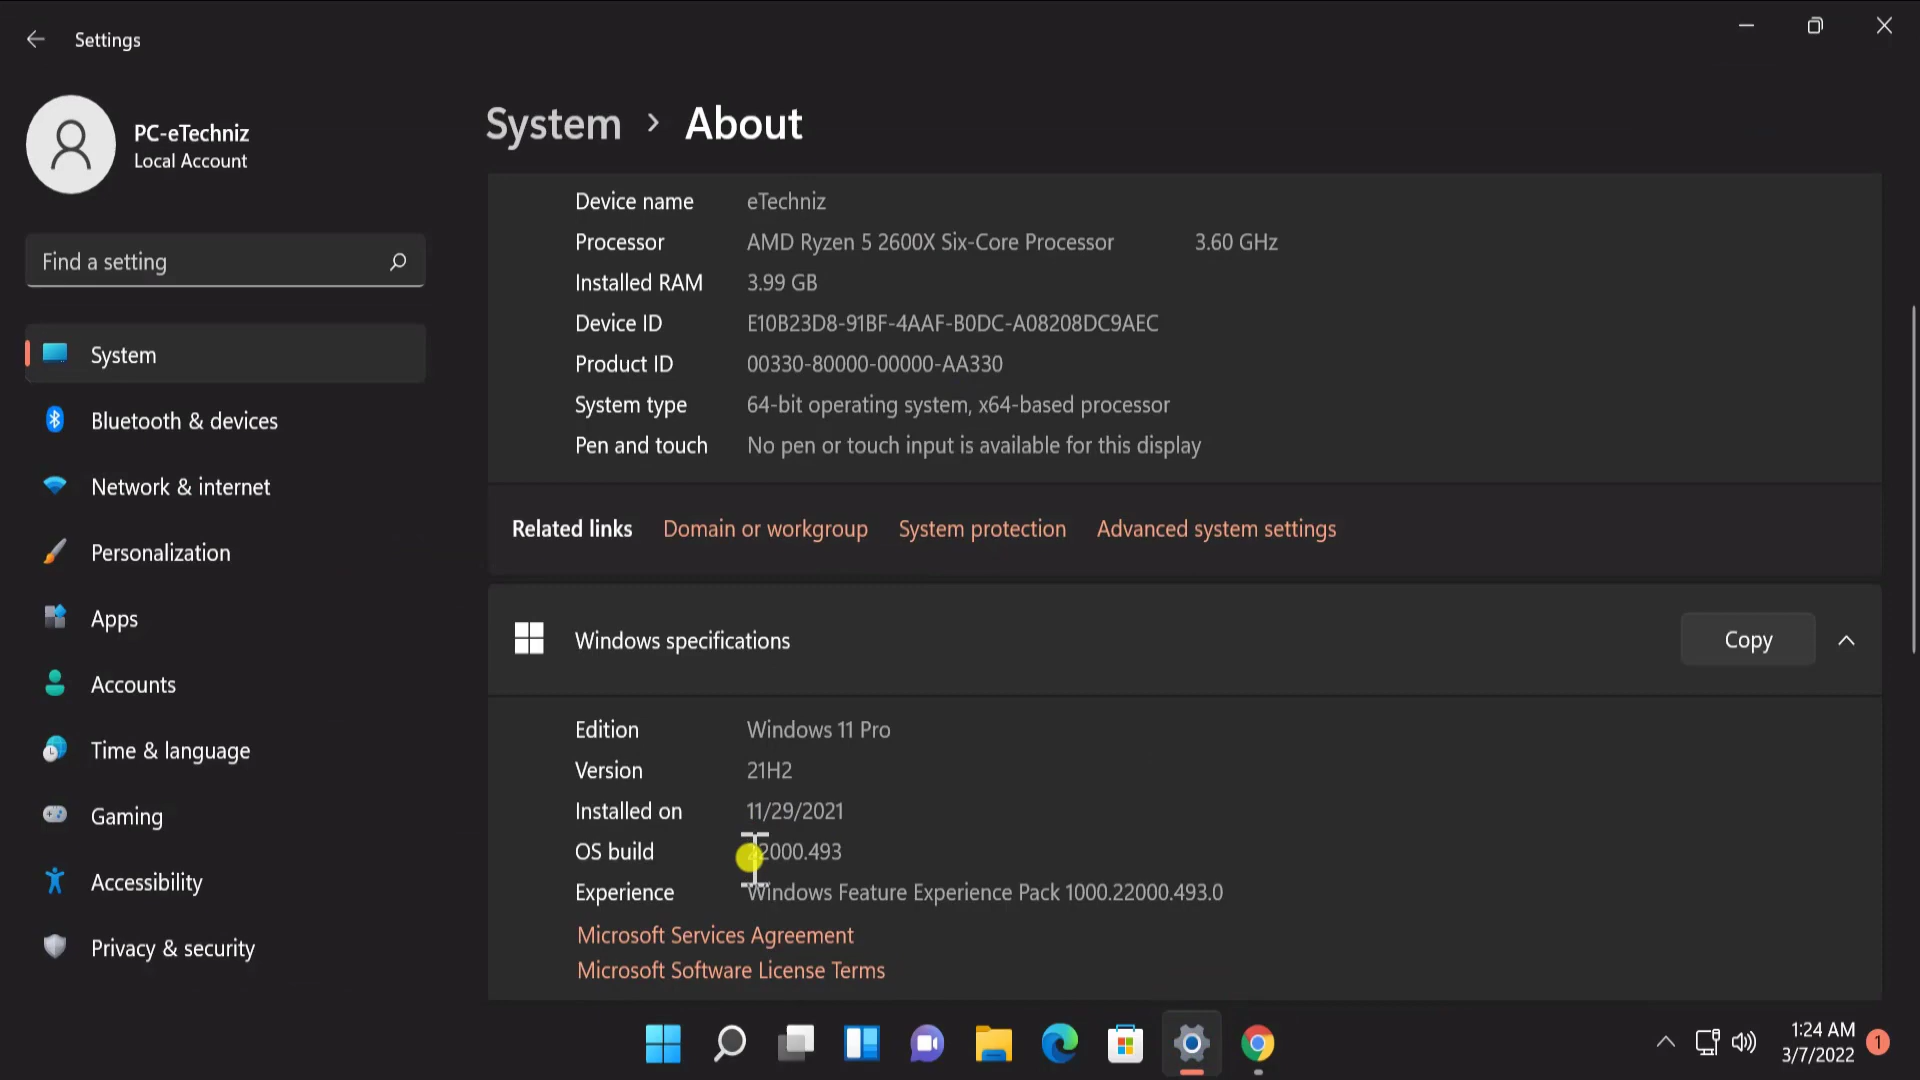 Settings
PC-eTechniz
Local Account
Find a setting
System
Bluetooth & devices
Network & internet
Personalization
Apps
Accounts
Time & language
Gaming
Accessibility
Privacy & security
System > About
Device name eTechniz
Processor AMD Ryzen 5 2600X Six-Core Processor 3.60 GHz
Installed RAM 3.99 GB
Device ID E10B23D8-91BF-4AAF-B0DC-A08208DC9AEC
Product ID 00330-80000-00000-AA330
System type 64-bit operating system, x64-based processor
Pen and touch No pen or touch input is available for this display
Related links Domain or workgroup System protection Advanced system settings
Windows specifications Copy
Edition Windows 11 Pro
Version 21H2
Installed on 11/29/2021
OS build 22000.493
Experience Windows Feature Experience Pack 1000.22000.493.0
Microsoft Services Agreement
Microsoft Software License Terms
1:24 AM
3/7/2022
1